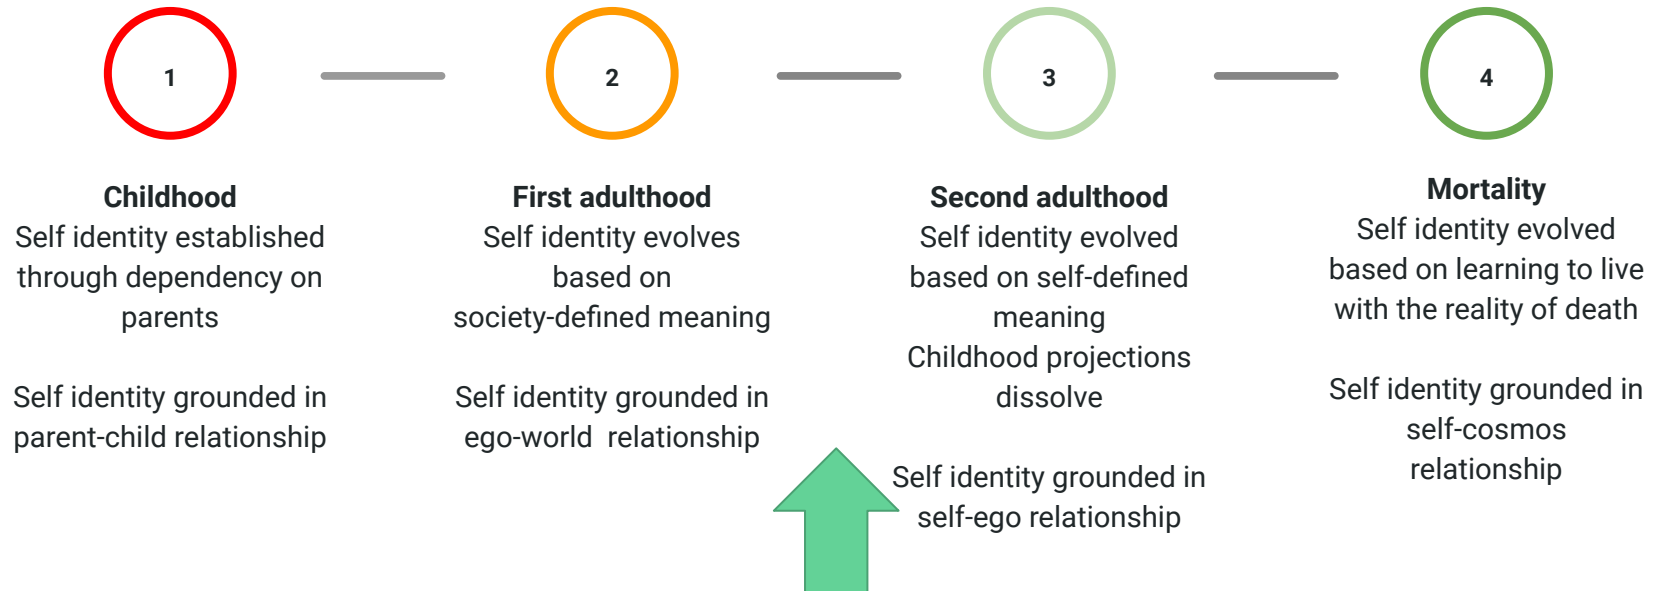 1
2
3
4
Childhood
Self identity established
through dependency on
parents
Self identity grounded in
parent-child relationship
First adulthood
Self identity evolves
based on
society-defined meaning
Self identity grounded in
ego-world  relationship
Second adulthood
Self identity evolved
based on self-defined
meaning
Childhood projections
dissolve
Self identity grounded in
self-ego relationship
Mortality
Self identity evolved
based on learning to live
with the reality of death
Self identity grounded in
self-cosmos
relationship